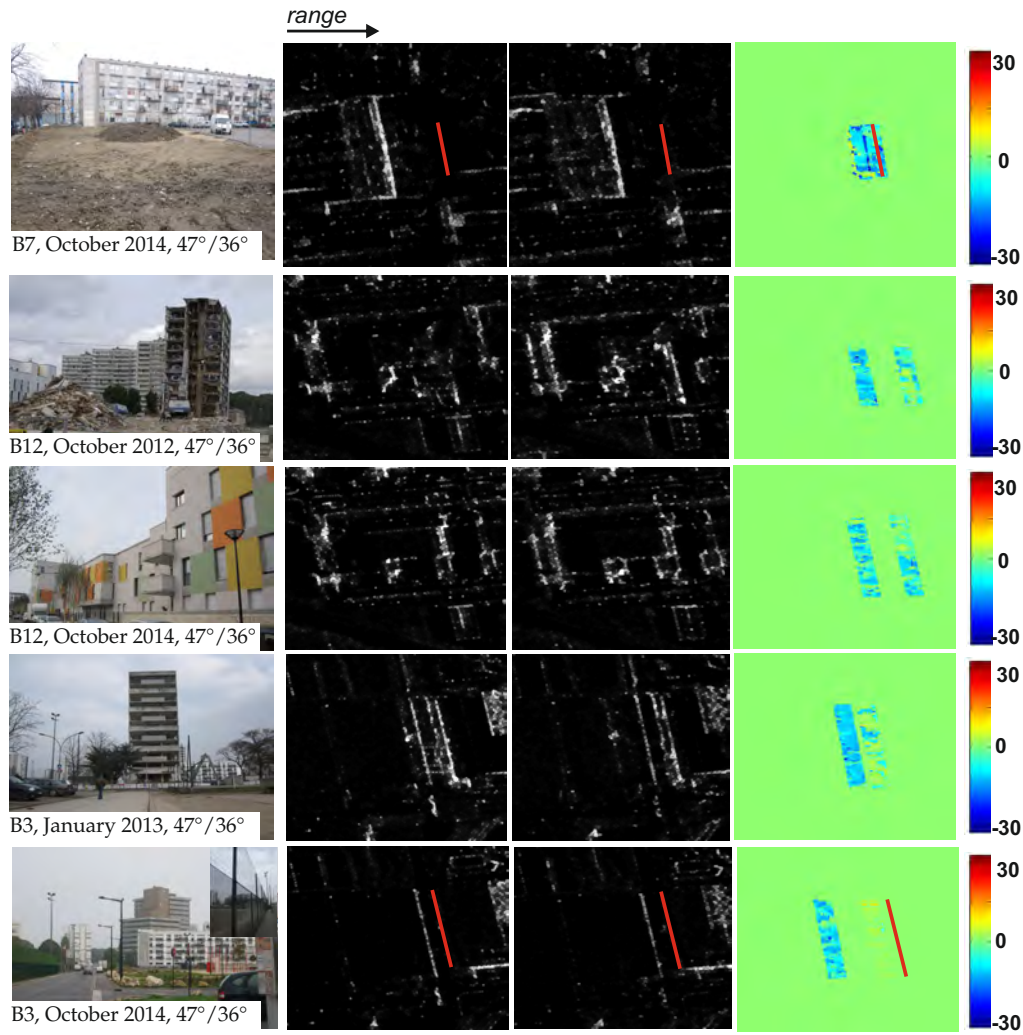 range
30
0
-30
B7, October 2014, 47°/36°
30
0
-30
B12, October 2012, 47°/36°
30
0
-30
B12, October 2014, 47°/36°
30
0
-30
B3, January 2013, 47°/36°
30
0
-30
B3, October 2014, 47°/36°